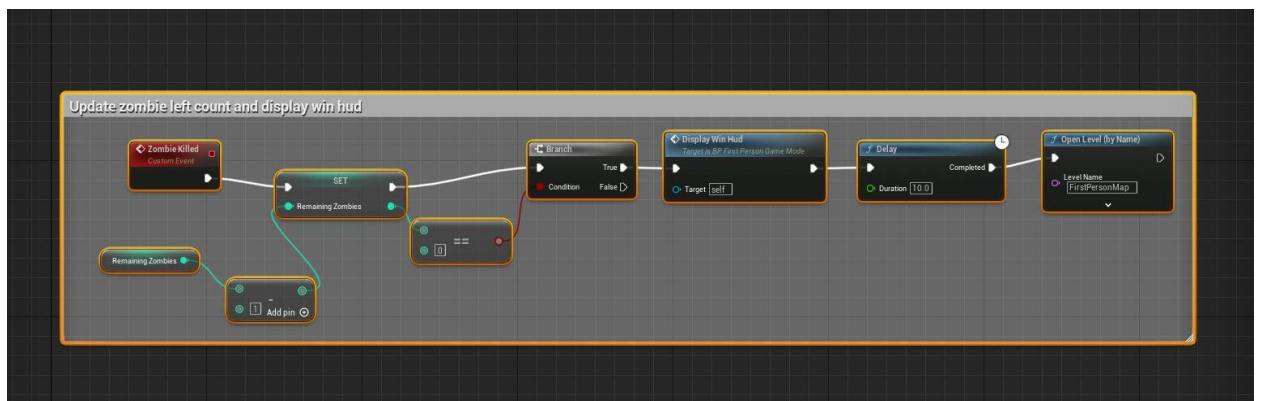 Update zombie left count and display win hud
Zombie Killed
Custom Event
SET
Remaining Zombies
Remaining Zombies
1
-
Add pin
0
==
Branch
True
Condition
False
Display Win Hud
Target is BP First Person Game Mode
Target self
Delay
Completed
Duration 10.0
Open Level (by Name)
Level Name
FirstPersonMap